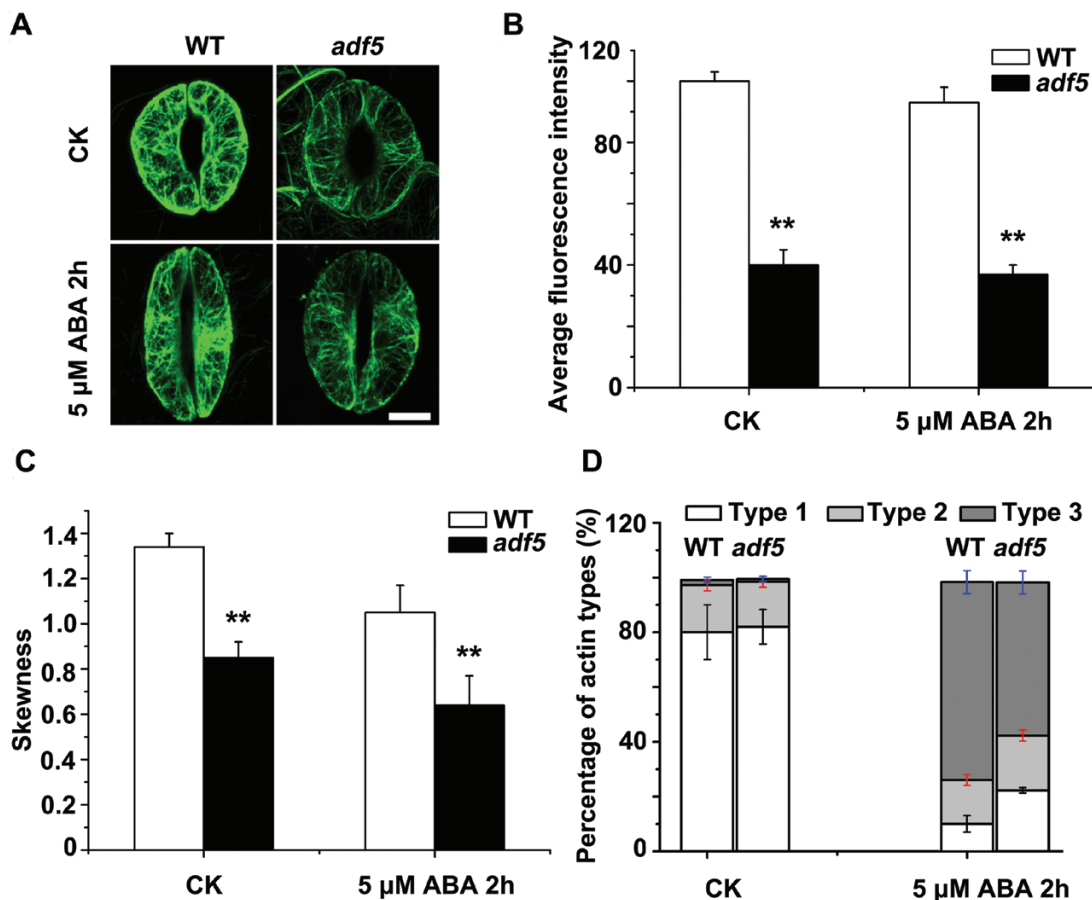 A
WT
adf5
CK
5 µM ABA 2h
B
Average fluorescence intensity
120
80
40
0
WT
adf5
**
**
CK
5 µM ABA 2h
C
Skewness
1.4
1.2
1.0
0.8
0.6
0.4
0.2
0
WT
adf5
**
**
CK
5 µM ABA 2h
D
Percentage of actin types (%)
120
80
40
0
Type 1 Type 2 Type 3
WT adf5 WT adf5
CK
5 µM ABA 2h